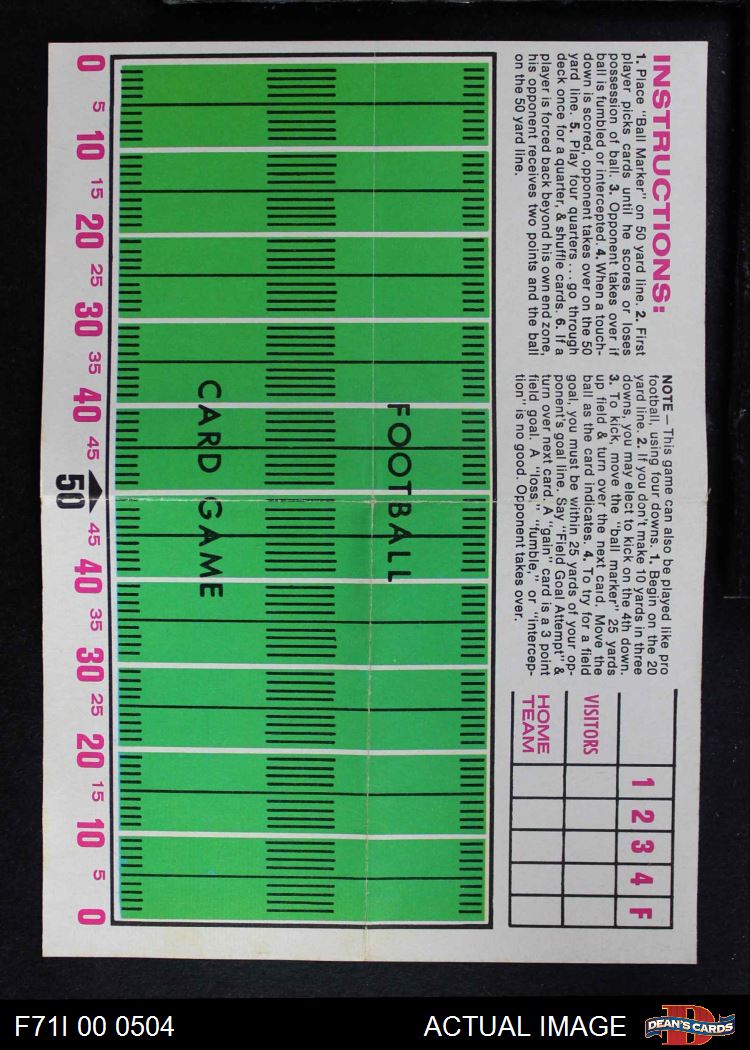 INSTRUCTIONS:
1. Place "Ball Marker" on 50 yard line. 2. First
player picks cards until he scores or loses
possession of ball. 3. Opponent takes over if
ball is fumbled or intercepted. 4. When a touch-
down is scored, opponent takes over on the 50
yard line. 5. Play four quarters . . . go through
deck once for a quarter, & shuffle cards. 6. If a
player is forced back beyond his own end zone,
his opponent receives two points and the ball
on the 50 yard line.
NOTE — This game can also be played like pro
football, using four downs. 1. Begin on the 20
yard line. 2. If you don't make 10 yards in three
downs, you may elect to kick on the 4th down.
3. To kick, move the "ball marker" 25 yards
up field & turn over the next card. Move the
ball as the card indicates. 4. To try for a field
goal, you must be within 25 yards of your op-
ponent's goal line. Say "Field Goal Attempt" &
turn over next card. A "gain" card is a 3 point
field goal. A "loss," "fumble," or "intercep-
tion" is no good. Opponent takes over.
1 2 3 4 F
VISITORS
HOME
TEAM
FOOTBALL
CARD GAME
0 5 10 15 20 25 30 35 40 45 50 45 40 35 30 25 20 15 10 5 0
F71I 00 0504
ACTUAL IMAGE
D
DEAN'S CARDS